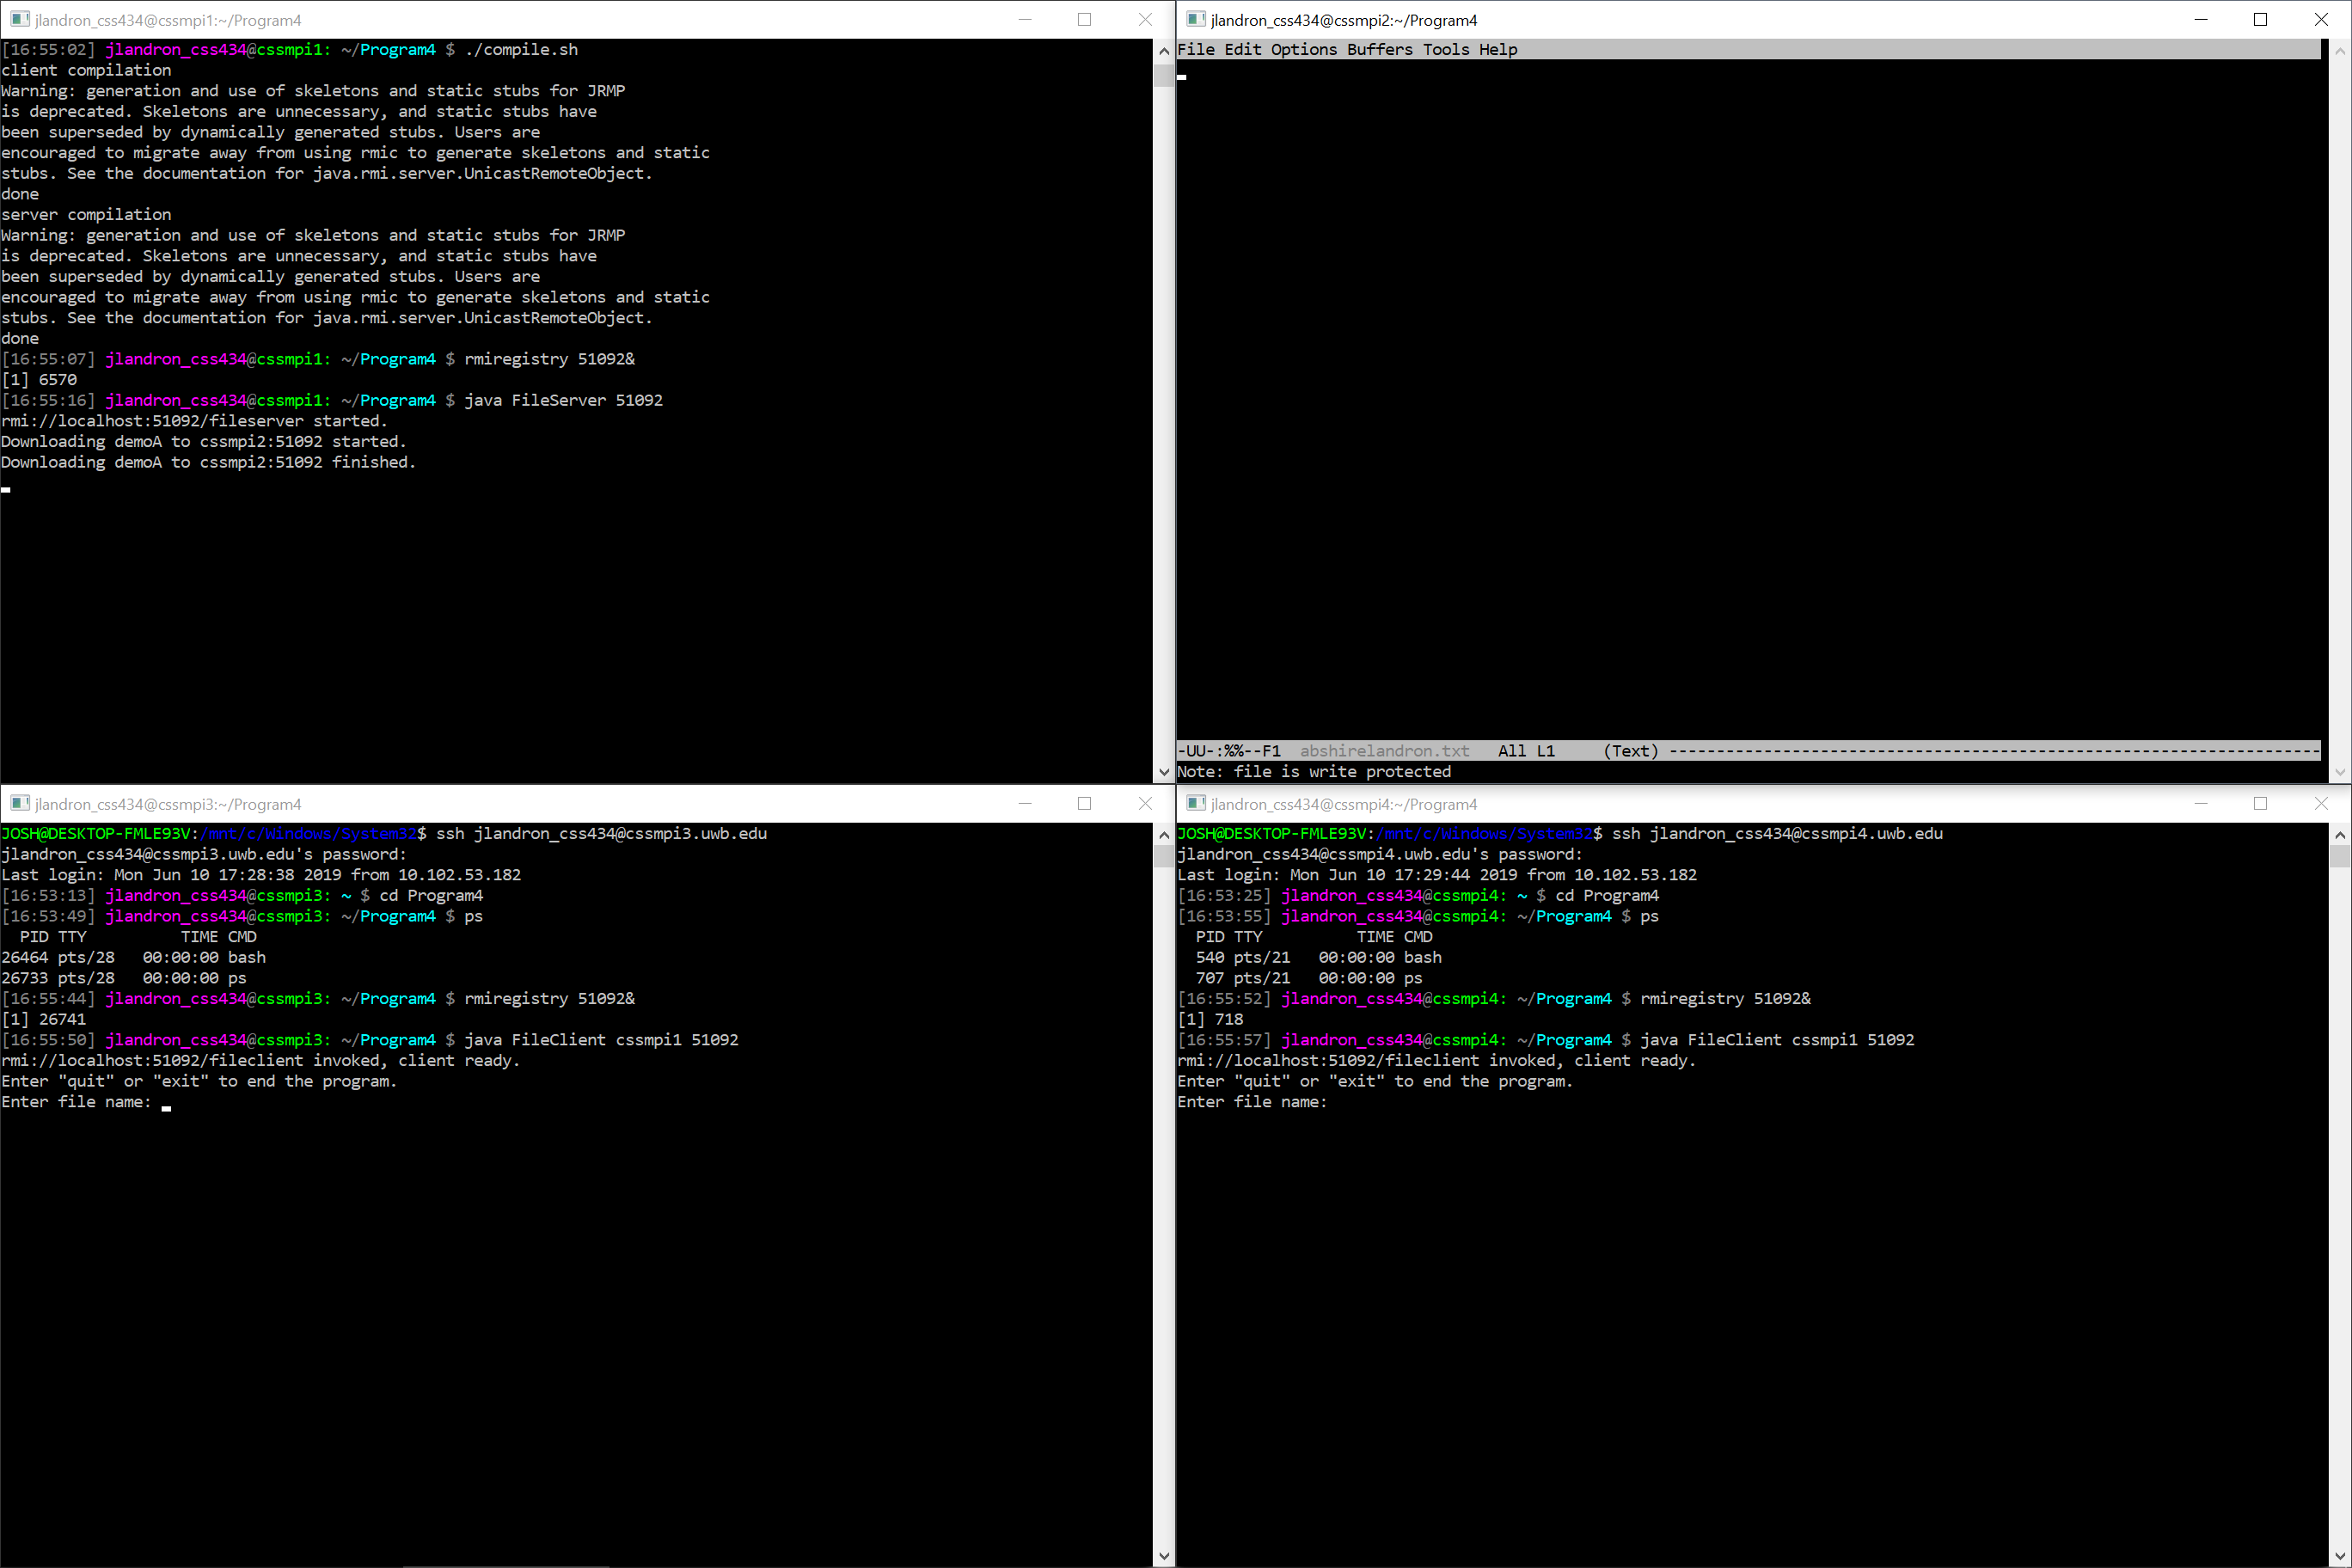 jlandron_css434@cssmpi1:~/Program4
[16:55:02] jlandron_css434@cssmpi1: ~/Program4 $ ./compile.sh
client compilation
Warning: generation and use of skeletons and static stubs for JRMP
is deprecated. Skeletons are unnecessary, and static stubs have
been superseded by dynamically generated stubs. Users are
encouraged to migrate away from using rmic to generate skeletons and static
stubs. See the documentation for java.rmi.server.UnicastRemoteObject.
done
server compilation
Warning: generation and use of skeletons and static stubs for JRMP
is deprecated. Skeletons are unnecessary, and static stubs have
been superseded by dynamically generated stubs. Users are
encouraged to migrate away from using rmic to generate skeletons and static
stubs. See the documentation for java.rmi.server.UnicastRemoteObject.
done
[16:55:07] jlandron_css434@cssmpi1: ~/Program4 $ rmiregistry 51092&
[1] 6570
[16:55:16] jlandron_css434@cssmpi1: ~/Program4 $ java FileServer 51092
rmi://localhost:51092/fileserver started.
Downloading demoA to cssmpi2:51092 started.
Downloading demoA to cssmpi2:51092 finished.
jlandron_css434@cssmpi2:~/Program4
File Edit Options Buffers Tools Help
-UU-:%%--F1  abshirelandron.txt   All L1     (Text) ---------------------------------------------------------------------
Note: file is write protected
jlandron_css434@cssmpi3:~/Program4
JOSH@DESKTOP-FMLE93V:/mnt/c/Windows/System32$ ssh jlandron_css434@cssmpi3.uwb.edu
jlandron_css434@cssmpi3.uwb.edu's password:
Last login: Mon Jun 10 17:28:38 2019 from 10.102.53.182
[16:53:13] jlandron_css434@cssmpi3: ~ $ cd Program4
[16:53:49] jlandron_css434@cssmpi3: ~/Program4 $ ps
  PID TTY          TIME CMD
26464 pts/28   00:00:00 bash
26733 pts/28   00:00:00 ps
[16:55:44] jlandron_css434@cssmpi3: ~/Program4 $ rmiregistry 51092&
[1] 26741
[16:55:50] jlandron_css434@cssmpi3: ~/Program4 $ java FileClient cssmpi1 51092
rmi://localhost:51092/fileclient invoked, client ready.
Enter "quit" or "exit" to end the program.
Enter file name:
jlandron_css434@cssmpi4:~/Program4
JOSH@DESKTOP-FMLE93V:/mnt/c/Windows/System32$ ssh jlandron_css434@cssmpi4.uwb.edu
jlandron_css434@cssmpi4.uwb.edu's password:
Last login: Mon Jun 10 17:29:44 2019 from 10.102.53.182
[16:53:25] jlandron_css434@cssmpi4: ~ $ cd Program4
[16:53:55] jlandron_css434@cssmpi4: ~/Program4 $ ps
  PID TTY          TIME CMD
  540 pts/21   00:00:00 bash
  707 pts/21   00:00:00 ps
[16:55:52] jlandron_css434@cssmpi4: ~/Program4 $ rmiregistry 51092&
[1] 718
[16:55:57] jlandron_css434@cssmpi4: ~/Program4 $ java FileClient cssmpi1 51092
rmi://localhost:51092/fileclient invoked, client ready.
Enter "quit" or "exit" to end the program.
Enter file name: